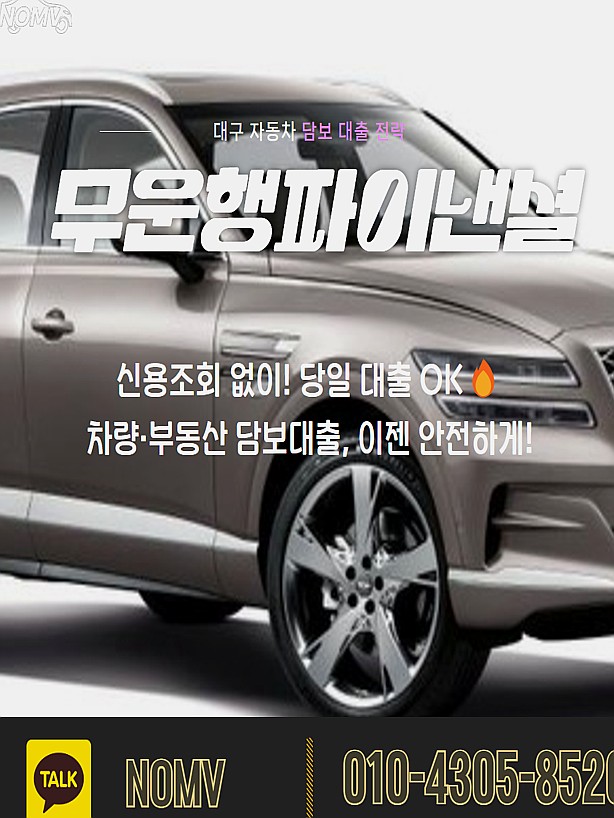 NOMV
대구 자동차 담보 대출 전략
무운행파이낸셜
신용조회 없이! 당일 대출 OK🔥
차량·부동산 담보대출, 이젠 안전하게!
TALK
NOMV
010-4305-8520